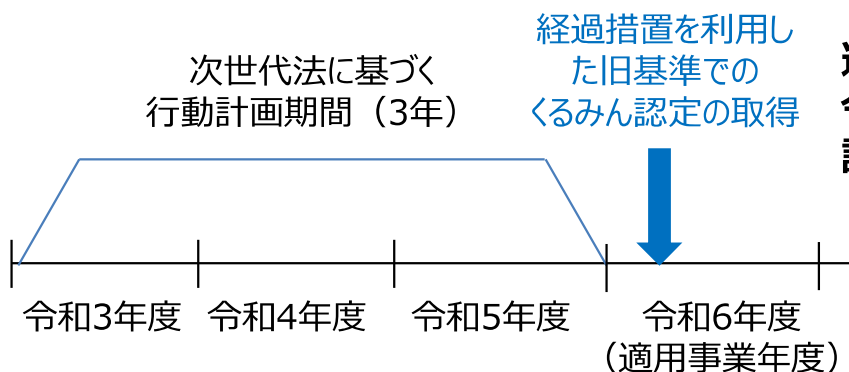 次世代法に基づく
行動計画期間（3年）
経過措置を利用し
た旧基準での
くるみん認定の取得
令和3年度
令和4年度
令和5年度
令和6年度
（適用事業年度）